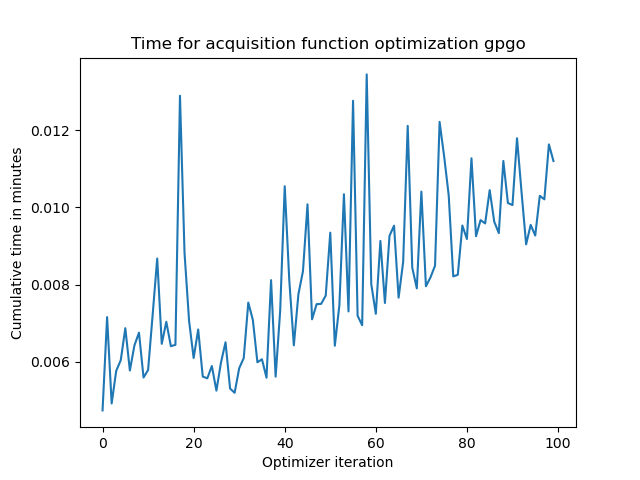 Time for acquisition function optimization gpgo
Cumulative time in minutes
0.012
0.010
0.008
0.006
0 20 40 60 80 100
Optimizer iteration